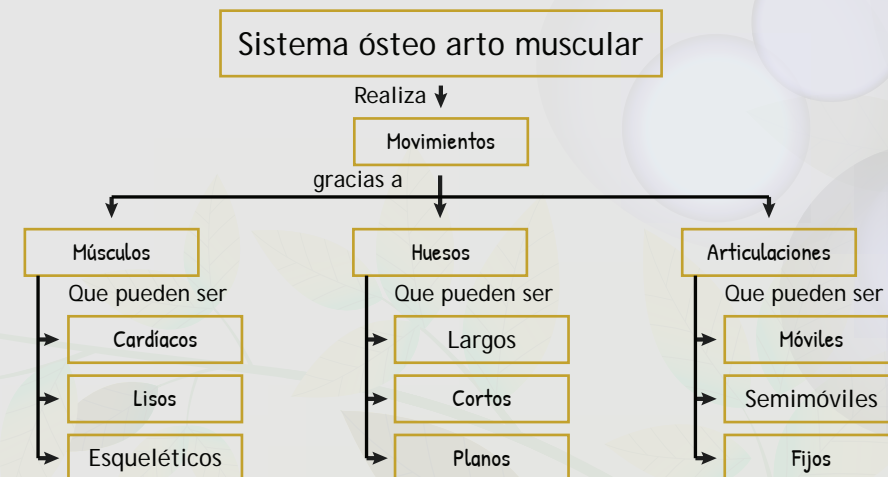 Sistema ósteo arto muscular
Realiza
Movimientos
gracias a
Músculos
Que pueden ser
Cardíacos
Lisos
Esqueléticos
Huesos
Que pueden ser
Largos
Cortos
Planos
Articulaciones
Que pueden ser
Móviles
Semimóviles
Fijos